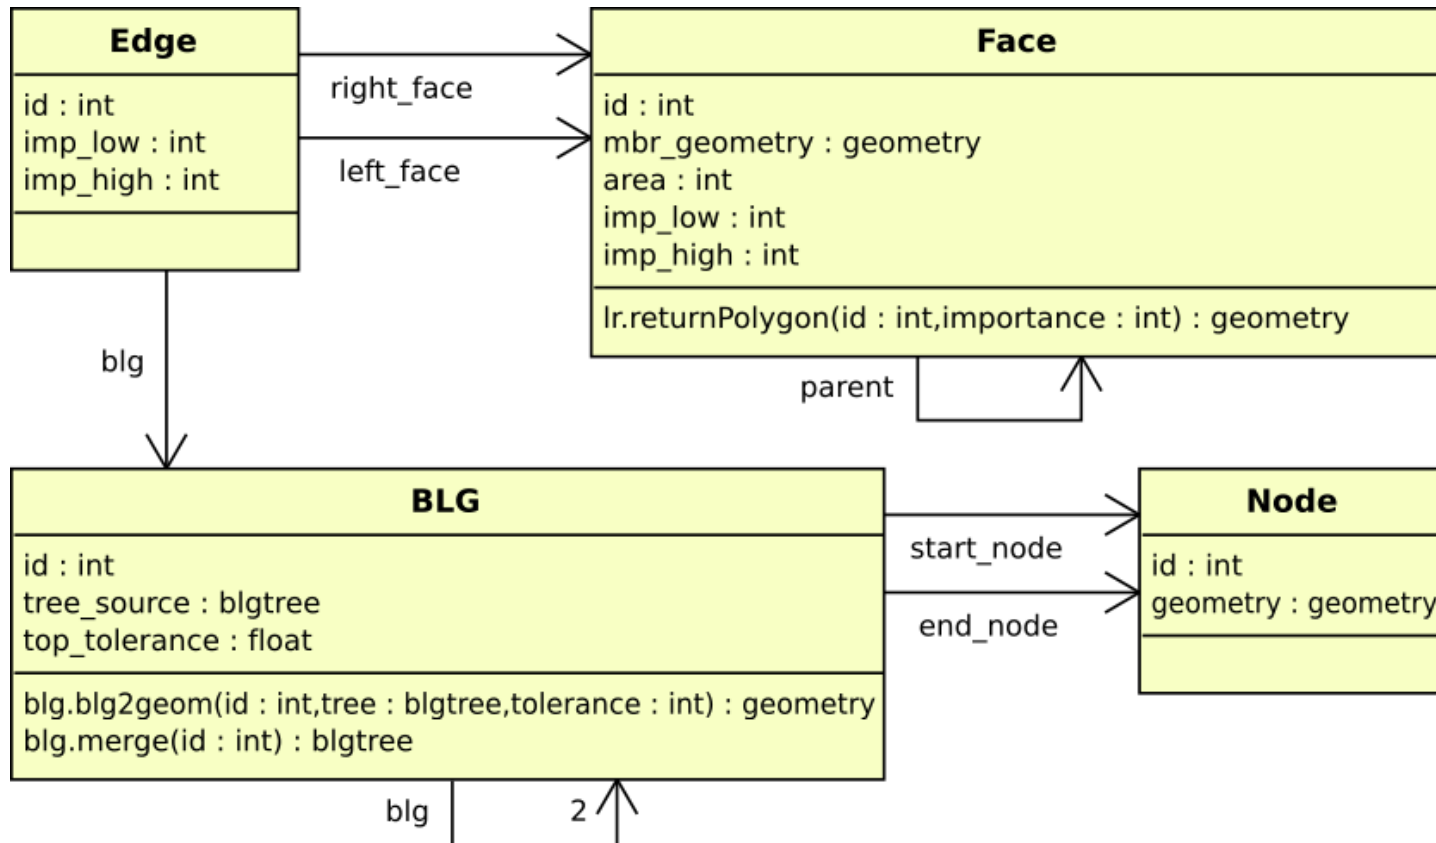 Edge
id : int
imp_low : int
imp_high : int
right_face
left_face
Face
id : int
mbr_geometry : geometry
area : int
imp_low : int
imp_high : int
lr.returnPolygon(id : int,importance : int) : geometry
parent
blg
BLG
id : int
tree_source : blgtree
top_tolerance : float
blg.blg2geom(id : int,tree : blgtree,tolerance : int) : geometry
blg.merge(id : int) : blgtree
start_node
end_node
Node
id : int
geometry : geometry
blg
2